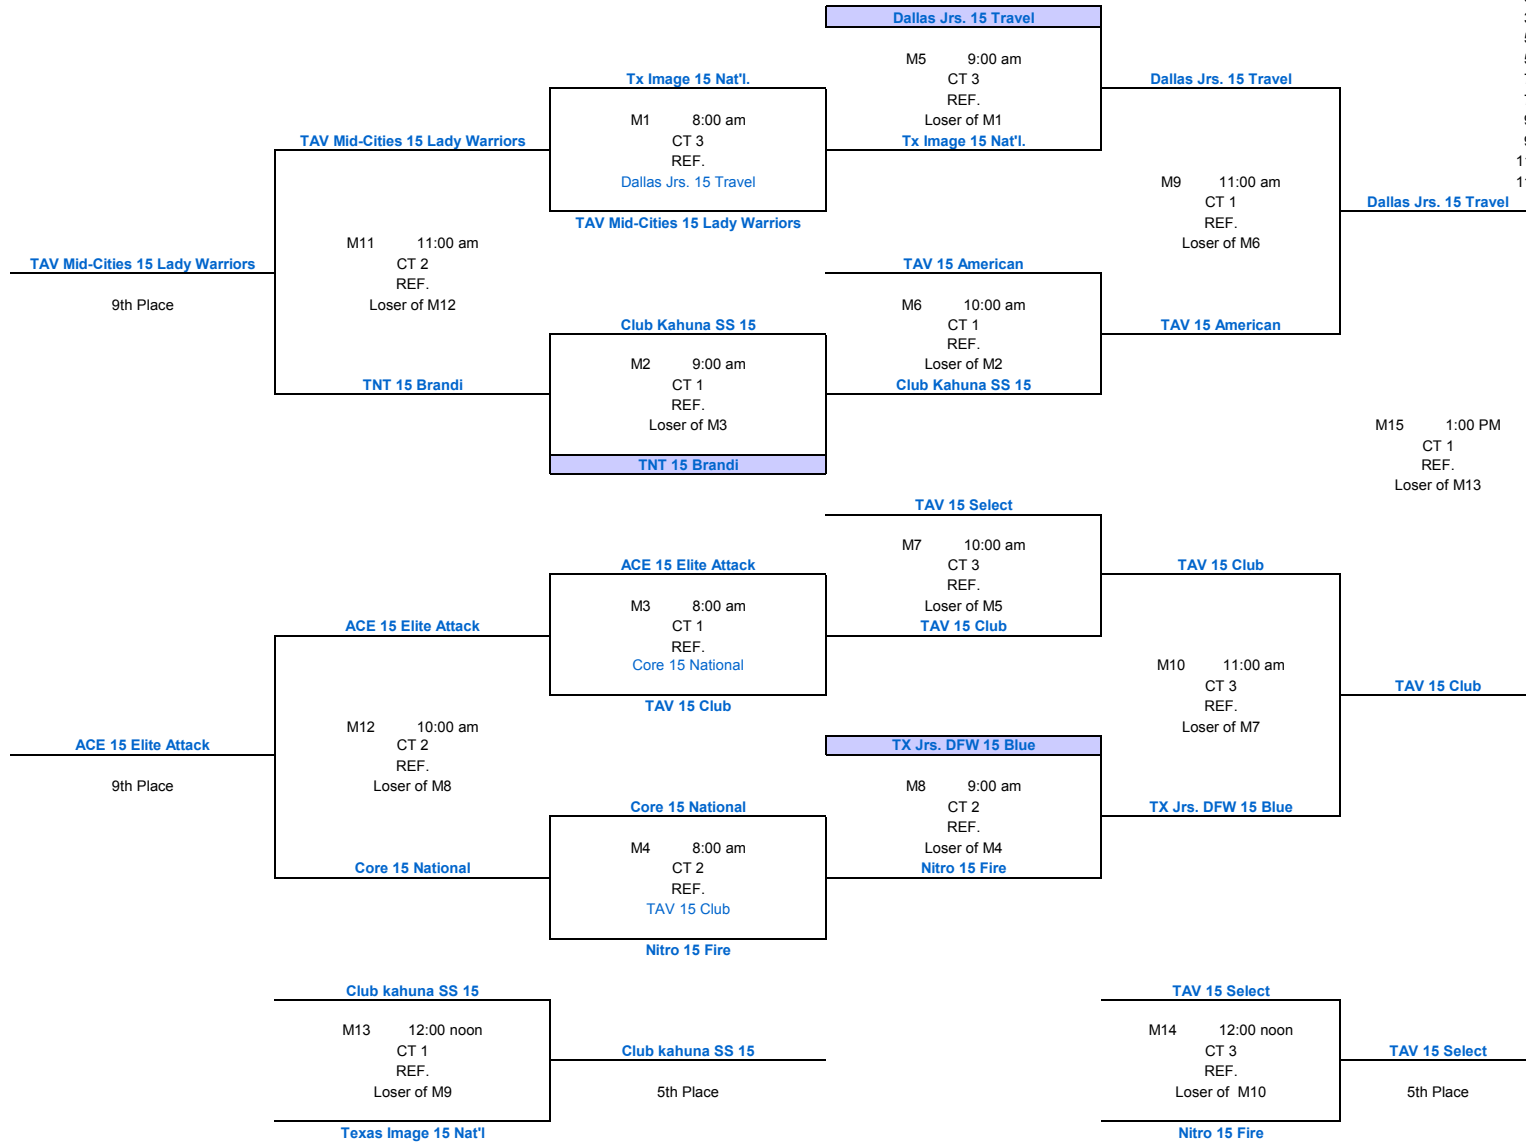 Dallas Jrs. 15 Travel
M5 9:00 am
CT 3
REF.
Loser of M1
Tx Image 15 Nat'l.
Tx Image 15 Nat'l.
M1 8:00 am
CT 3
REF.
Dallas Jrs. 15 Travel
TAV Mid-Cities 15 Lady Warriors
Dallas Jrs. 15 Travel
TAV Mid-Cities 15 Lady Warriors
M9 11:00 am
CT 1
REF.
Loser of M6
Dallas Jrs. 15 Travel
M11 11:00 am
CT 2
REF.
Loser of M12
TAV Mid-Cities 15 Lady Warriors
9th Place
TAV 15 American
M6 10:00 am
CT 1
REF.
Loser of M2
Club Kahuna SS 15
TAV 15 American
Club Kahuna SS 15
M2 9:00 am
CT 1
REF.
Loser of M3
TNT 15 Brandi
TNT 15 Brandi
M15 1:00 PM
CT 1
REF.
Loser of M13
TAV 15 Select
M7 10:00 am
CT 3
REF.
Loser of M5
TAV 15 Club
TAV 15 Club
ACE 15 Elite Attack
M3 8:00 am
CT 1
REF.
Core 15 National
TAV 15 Club
ACE 15 Elite Attack
M10 11:00 am
CT 3
REF.
Loser of M7
TAV 15 Club
M12 10:00 am
CT 2
REF.
Loser of M8
ACE 15 Elite Attack
9th Place
TX Jrs. DFW 15 Blue
M8 9:00 am
CT 2
REF.
Loser of M4
Nitro 15 Fire
TX Jrs. DFW 15 Blue
Core 15 National
M4 8:00 am
CT 2
REF.
TAV 15 Club
Nitro 15 Fire
Core 15 National
Club kahuna SS 15
M13 12:00 noon
CT 1
REF.
Loser of M9
Texas Image 15 Nat'l
Club kahuna SS 15
5th Place
TAV 15 Select
M14 12:00 noon
CT 3
REF.
Loser of M10
Nitro 15 Fire
TAV 15 Select
5th Place